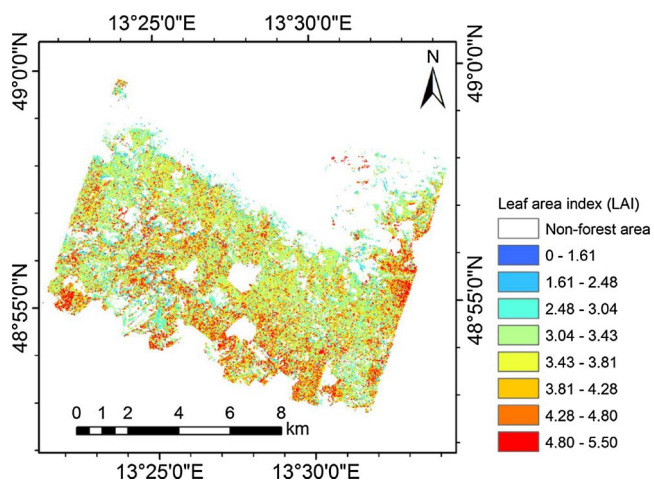 13°25'0"E 13°30'0"E
49°0'0"N
N
49°0'0"N
48°55'0"N
48°55'0"N
0 1 2 4 6 8
km
13°25'0"E 13°30'0"E
Leaf area index (LAI)
Non-forest area
0 - 1.61
1.61 - 2.48
2.48 - 3.04
3.04 - 3.43
3.43 - 3.81
3.81 - 4.28
4.28 - 4.80
4.80 - 5.50